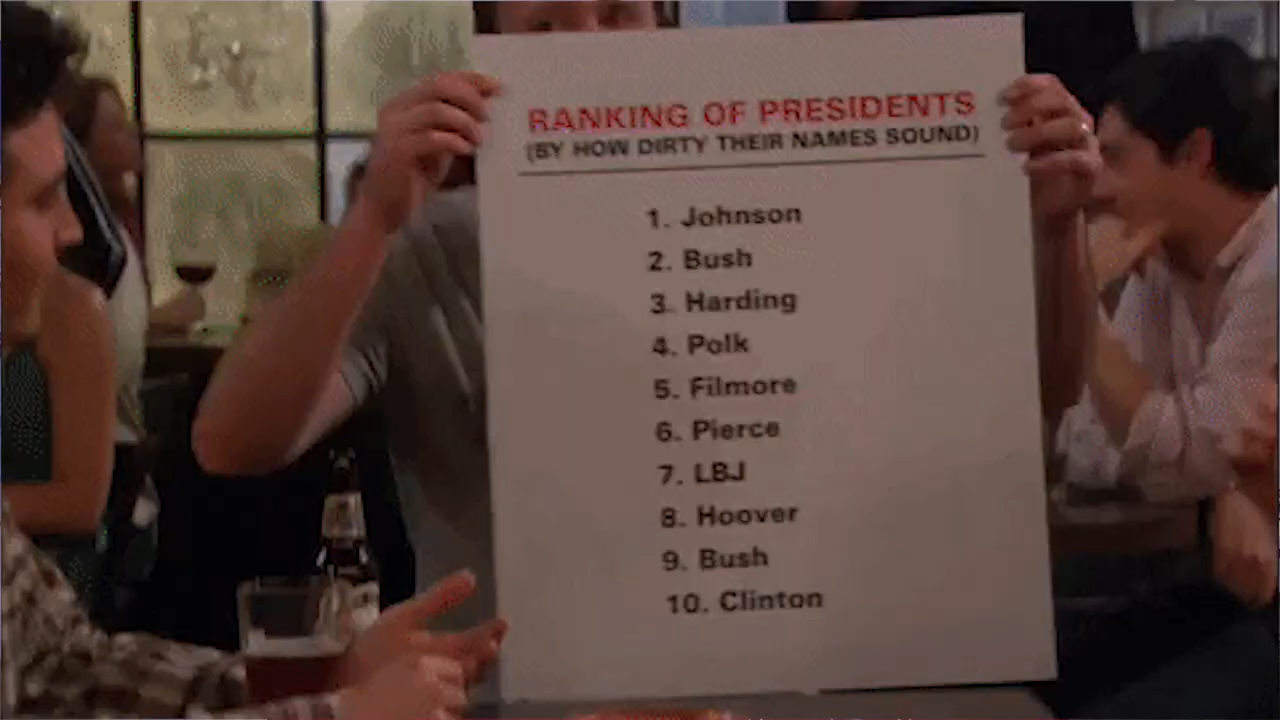 RANKING OF PRESIDENTS
(BY HOW DIRTY THEIR NAMES SOUND)
1. Johnson
2. Bush
3. Harding
4. Polk
5. Filmore
6. Pierce
7. LBJ
8. Hoover
9. Bush
10. Clinton